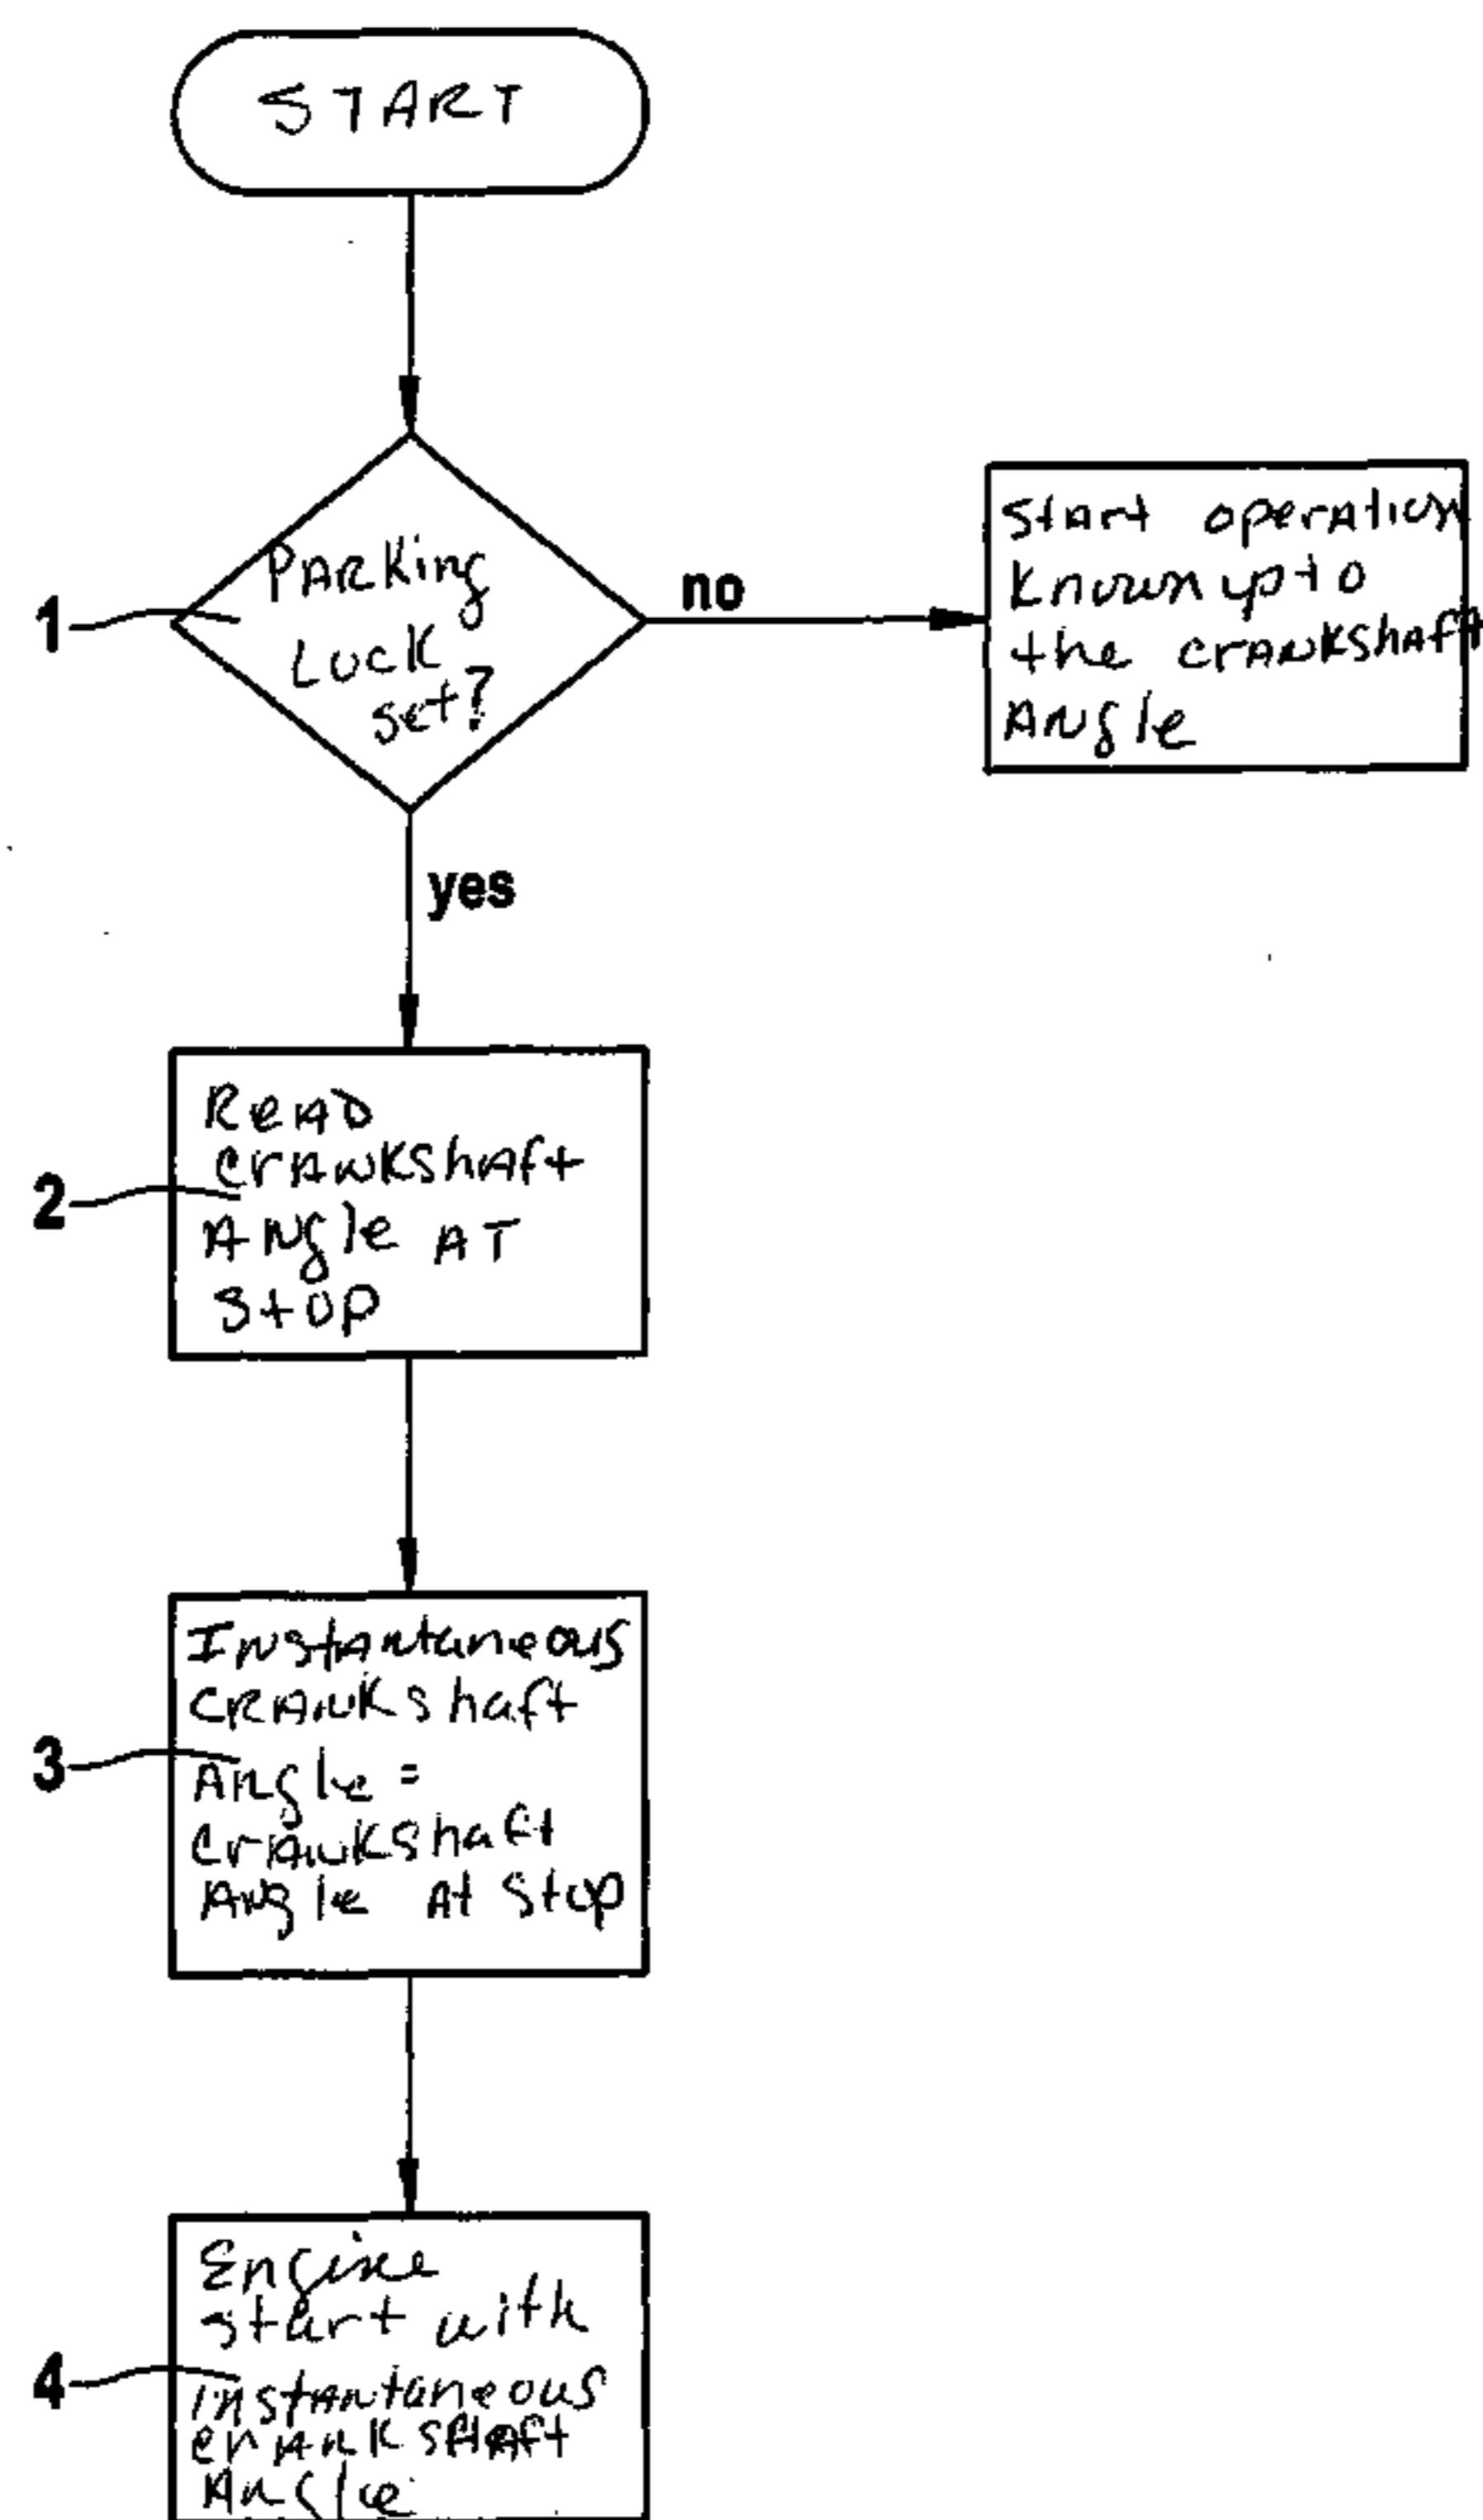 START
PARKing
Lock
set?
1
no
Start operation
known up to
the crankshaft
Angle
yes
Read
crankshaft
Angle AT
Stop
2
Instantaneous
crankshaft
Angle =
crankshaft
Angle At Stop
3
Engine
start with
instantaneous
crankshaft
Angle
4